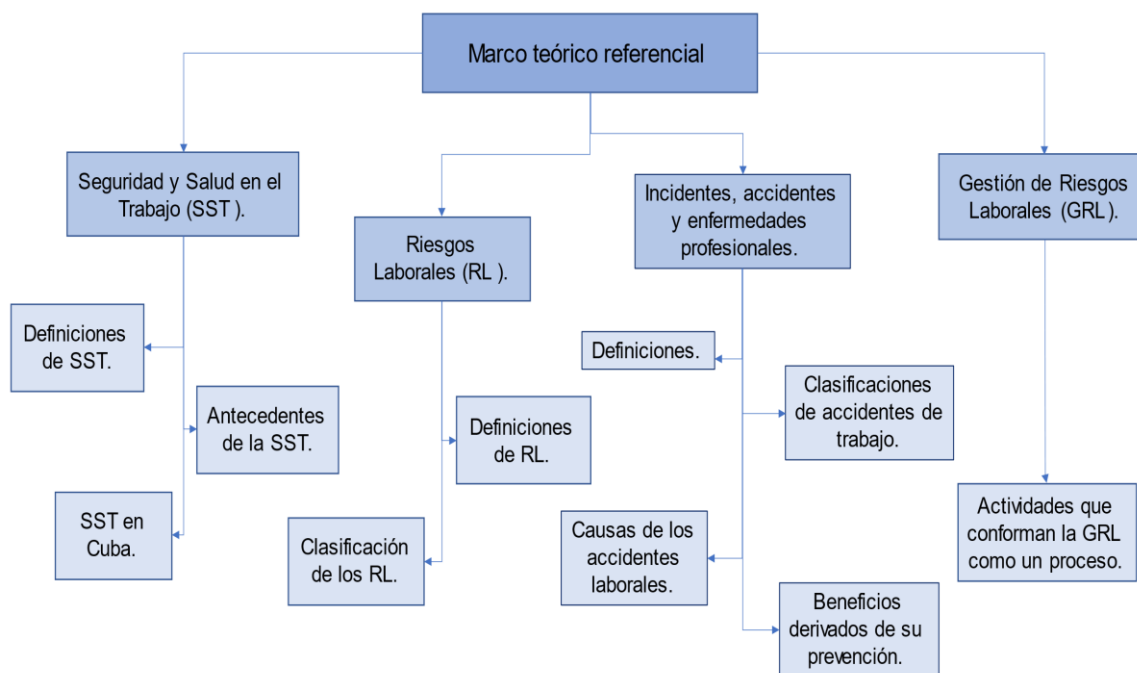 Marco teórico referencial
Seguridad y Salud en el
Trabajo (SST ).
Definiciones
de SST.
Antecedentes
de la SST.
SST en
Cuba.
Riesgos
Laborales (RL ).
Definiciones
de RL.
Clasificación
de los RL.
Incidentes, accidentes
y enfermedades
profesionales.
Definiciones.
Clasificaciones
de accidentes de
trabajo.
Causas de los
accidentes
laborales.
Beneficios
derivados de su
prevención.
Gestión de Riesgos
Laborales (GRL ).
Actividades que
conforman la GRL
como un proceso.